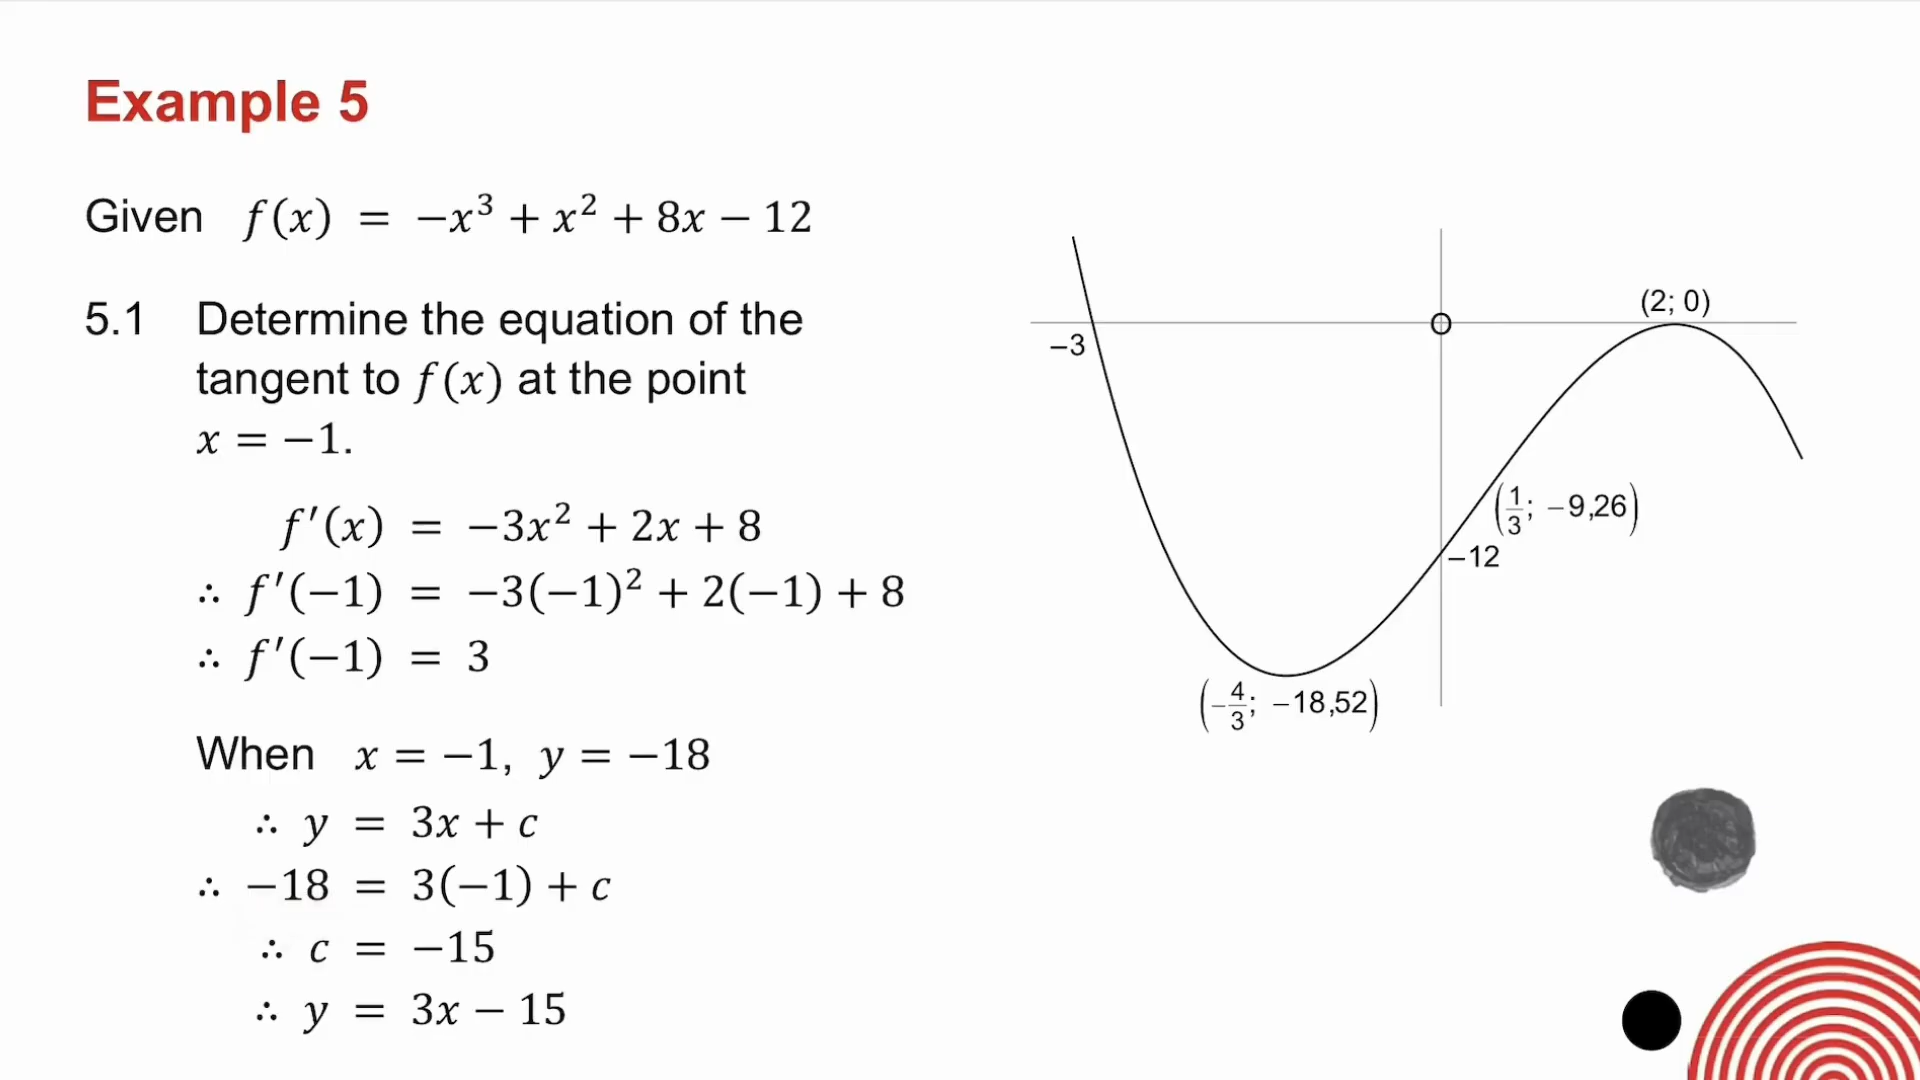 Example 5
Given f(x) = −x³ + x² + 8x − 12
5.1 Determine the equation of the
tangent to f(x) at the point
x = −1.
f′(x) = −3x² + 2x + 8
∴ f′(−1) = −3(−1)² + 2(−1) + 8
∴ f′(−1) = 3
When x = −1, y = −18
∴ y = 3x + c
∴ −18 = 3(−1) + c
∴ c = −15
∴ y = 3x − 15
(2; 0)
O
−3
(1/3; −9,26)
−12
(−4/3; −18,52)